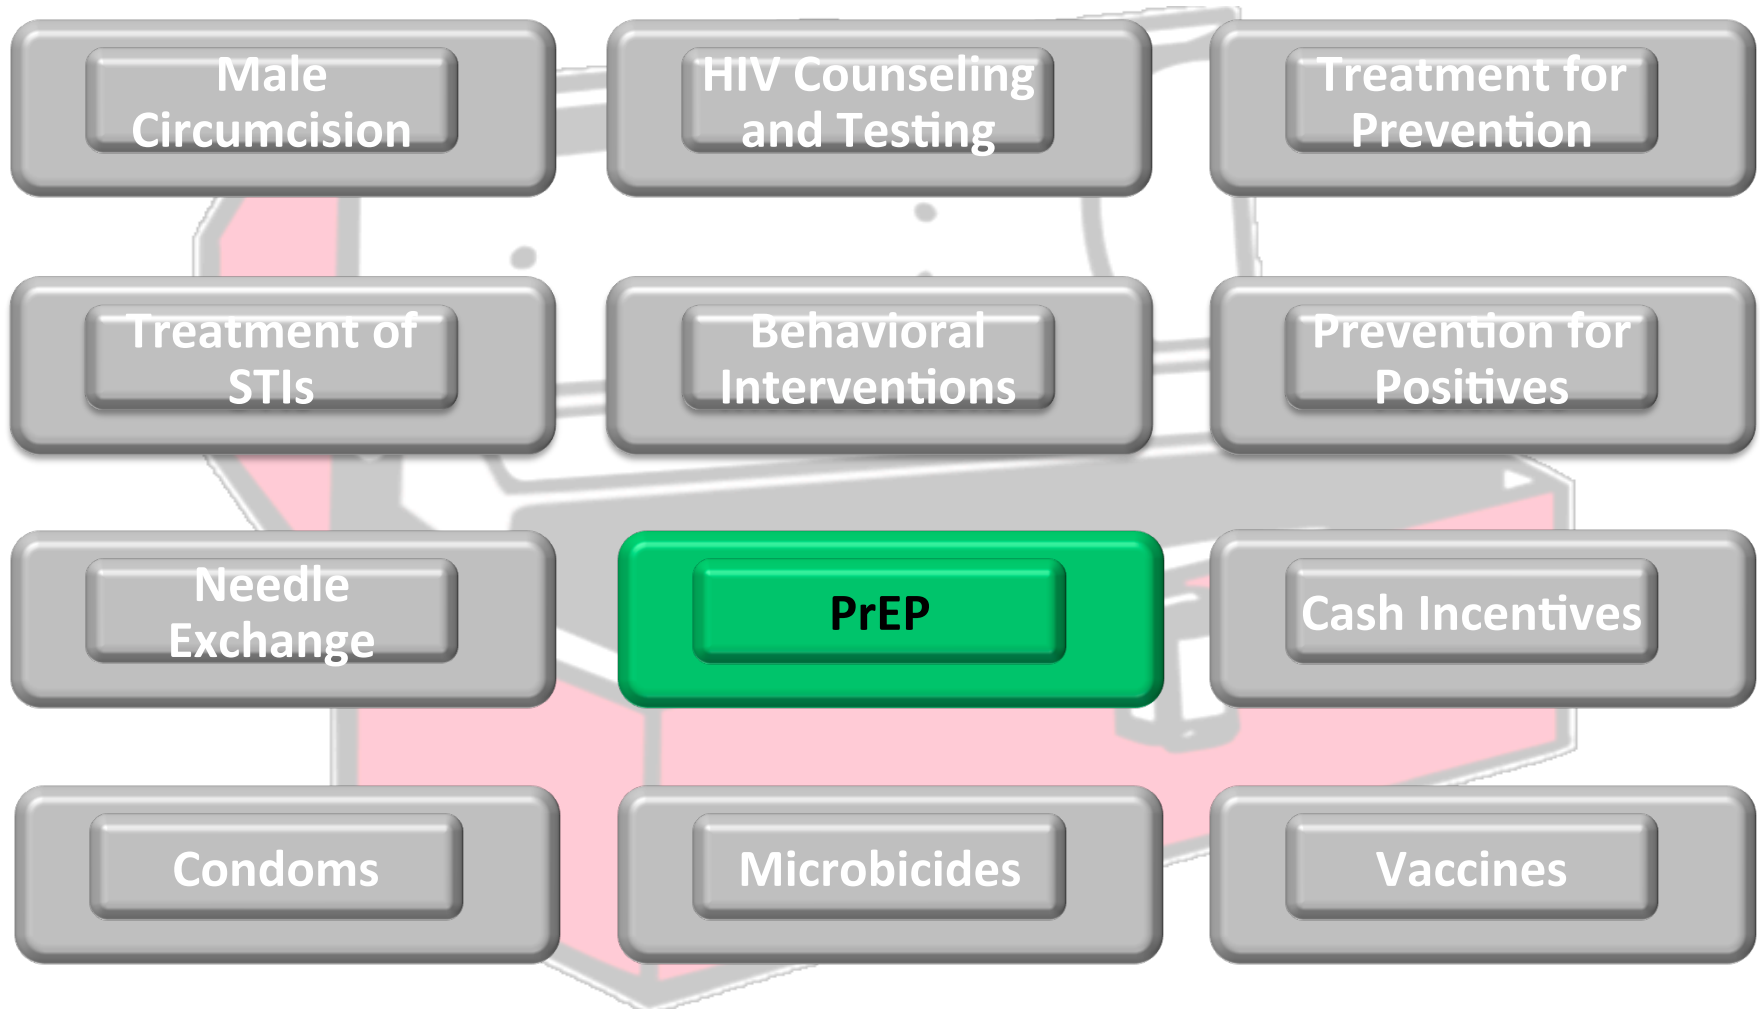 Male
Circumcision
HIV Counseling
and Testing
Treatment for
Prevention
Treatment of
STIs
Behavioral
Interventions
Prevention for
Positives
Needle
Exchange
PrEP
Cash Incentives
Condoms
Microbicides
Vaccines